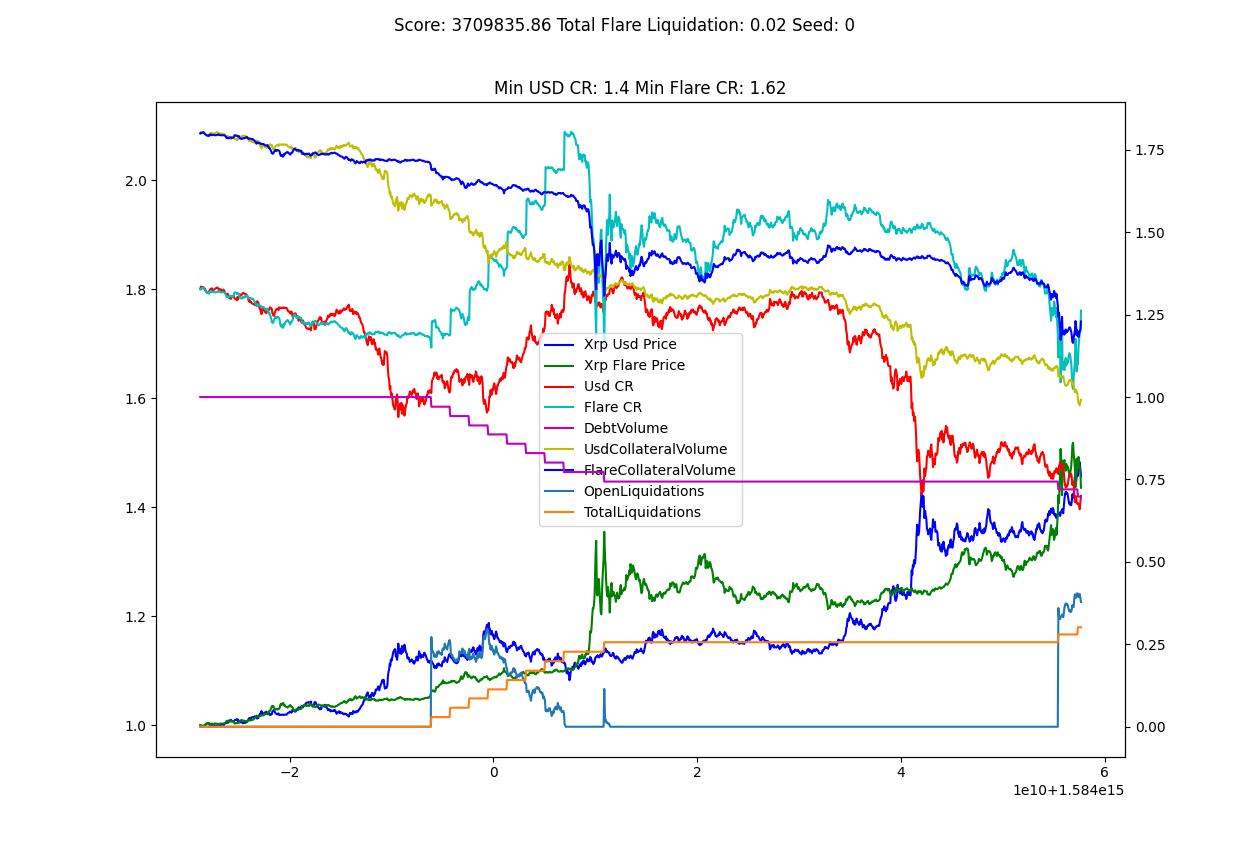 Score: 3709835.86 Total Flare Liquidation: 0.02 Seed: 0
Min USD CR: 1.4 Min Flare CR: 1.62
2.0
1.8
1.6
1.4
1.2
1.0
1.75
1.50
1.25
1.00
0.75
0.50
0.25
0.00
Xrp Usd Price
Xrp Flare Price
Usd CR
Flare CR
DebtVolume
UsdCollateralVolume
FlareCollateralVolume
OpenLiquidations
TotalLiquidations
−2 0 2 4 6
1e10+1.584e15